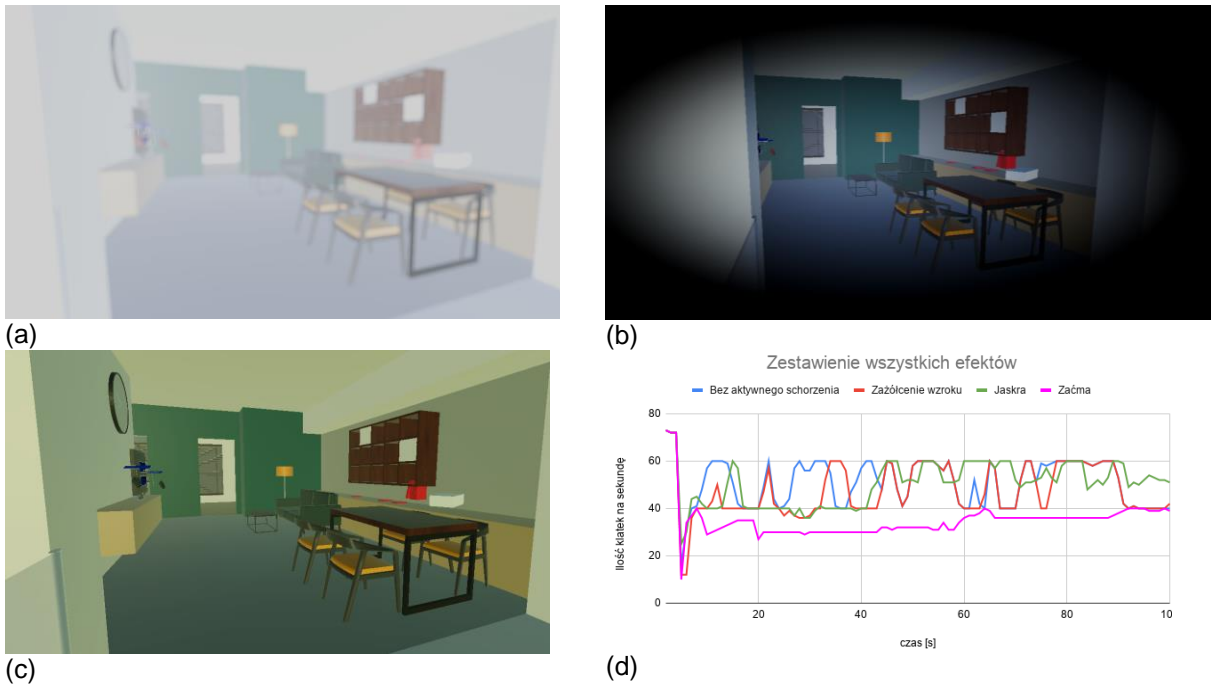 (a)
(b)
(c)
Zestawienie wszystkich efektów
Bez aktywnego schorzenia Zażółcenie wzroku Jaskra Zaćma
Ilość klatek na sekundę
80
60
40
20
0
20 40 60 80 10
czas [s]
(d)